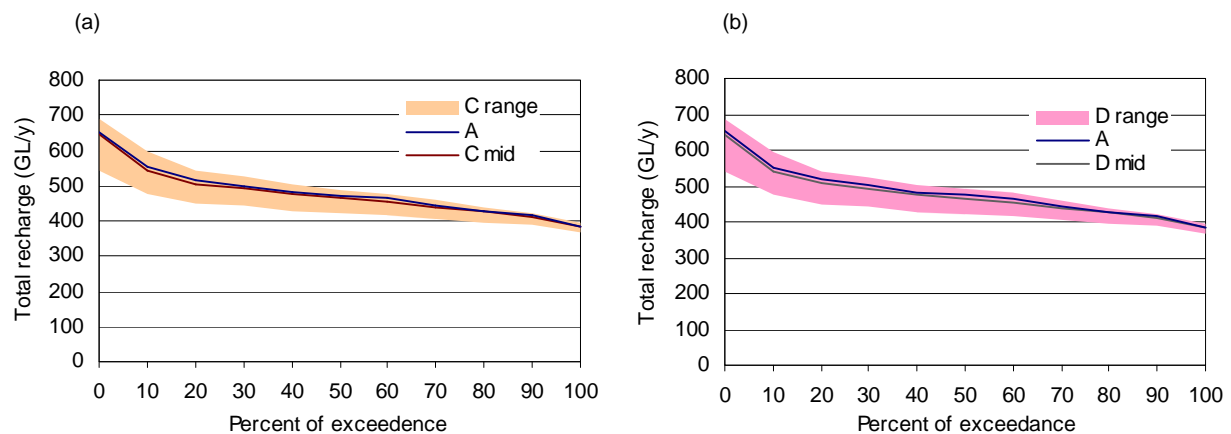 (a)
Total recharge (GL/y)
800
700
600
500
400
300
200
100
0
C range
A
C mid
0 10 20 30 40 50 60 70 80 90 100
Percent of exceedence
(b)
Total recharge (GL/y)
800
700
600
500
400
300
200
100
0
D range
A
D mid
0 10 20 30 40 50 60 70 80 90 100
Percent of exceedance